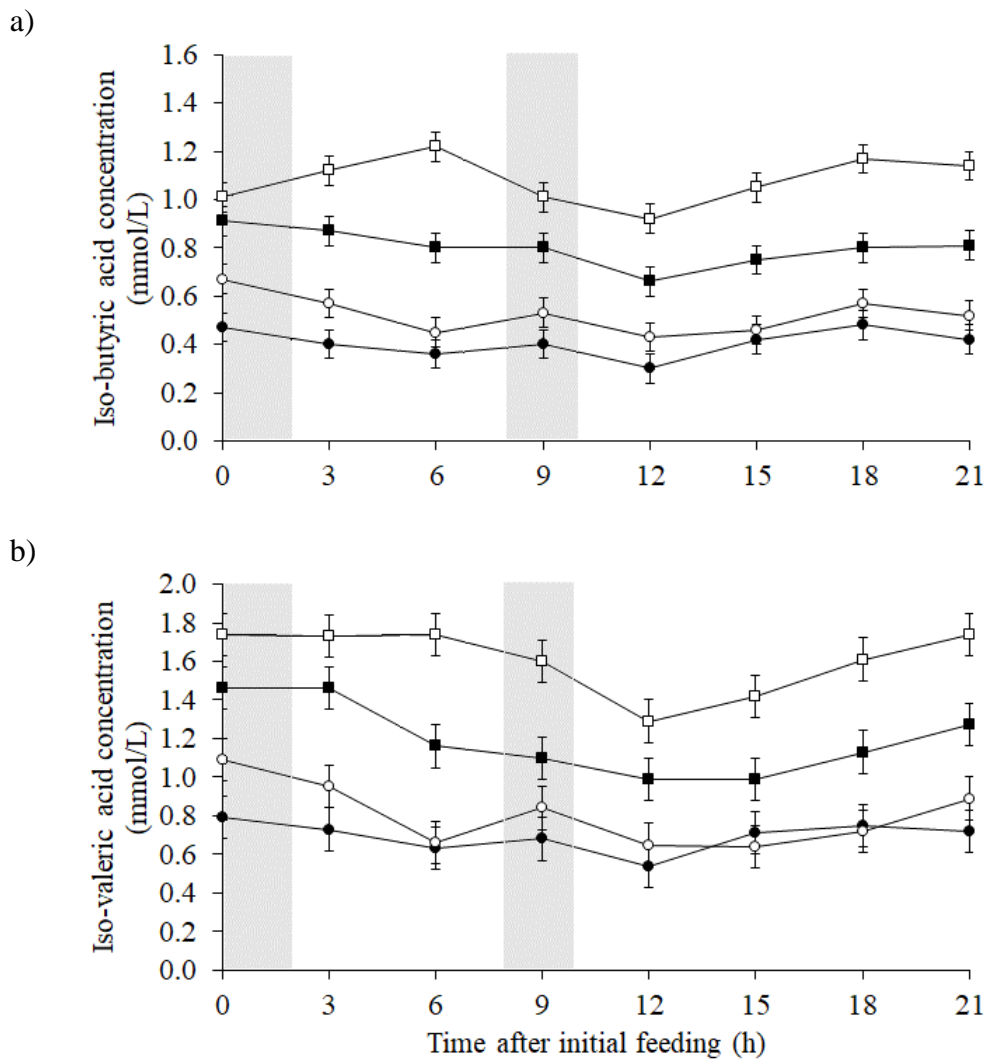 a)
Iso-butyric acid concentration
(mmol/L)
1.6
1.4
1.2
1.0
0.8
0.6
0.4
0.2
0.0
0 3 6 9 12 15 18 21
b)
Iso-valeric acid concentration
(mmol/L)
2.0
1.8
1.6
1.4
1.2
1.0
0.8
0.6
0.4
0.2
0.0
0 3 6 9 12 15 18 21
Time after initial feeding (h)